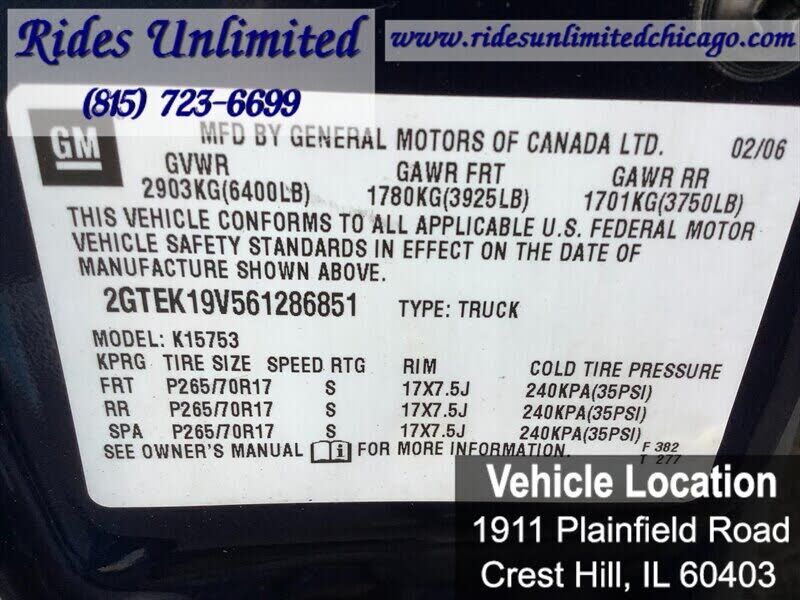 Rides Unlimited
(815) 723-6699
www.ridesunlimitedchicago.com
GM
MFD BY GENERAL MOTORS OF CANADA LTD. 02/06
GVWR GAWR FRT GAWR RR
2903KG(6400LB) 1780KG(3925LB) 1701KG(3750LB)
THIS VEHICLE CONFORMS TO ALL APPLICABLE U.S. FEDERAL MOTOR
VEHICLE SAFETY STANDARDS IN EFFECT ON THE DATE OF
MANUFACTURE SHOWN ABOVE.
2GTEK19V561286851 TYPE: TRUCK
MODEL: K15753
KPRG TIRE SIZE SPEED RTG RIM COLD TIRE PRESSURE
FRT P265/70R17 S 17X7.5J 240KPA(35PSI)
RR P265/70R17 S 17X7.5J 240KPA(35PSI)
SPA P265/70R17 S 17X7.5J 240KPA(35PSI)
SEE OWNER'S MANUAL i FOR MORE INFORMATION.
F 382
T 277
Vehicle Location
1911 Plainfield Road
Crest Hill, IL 60403